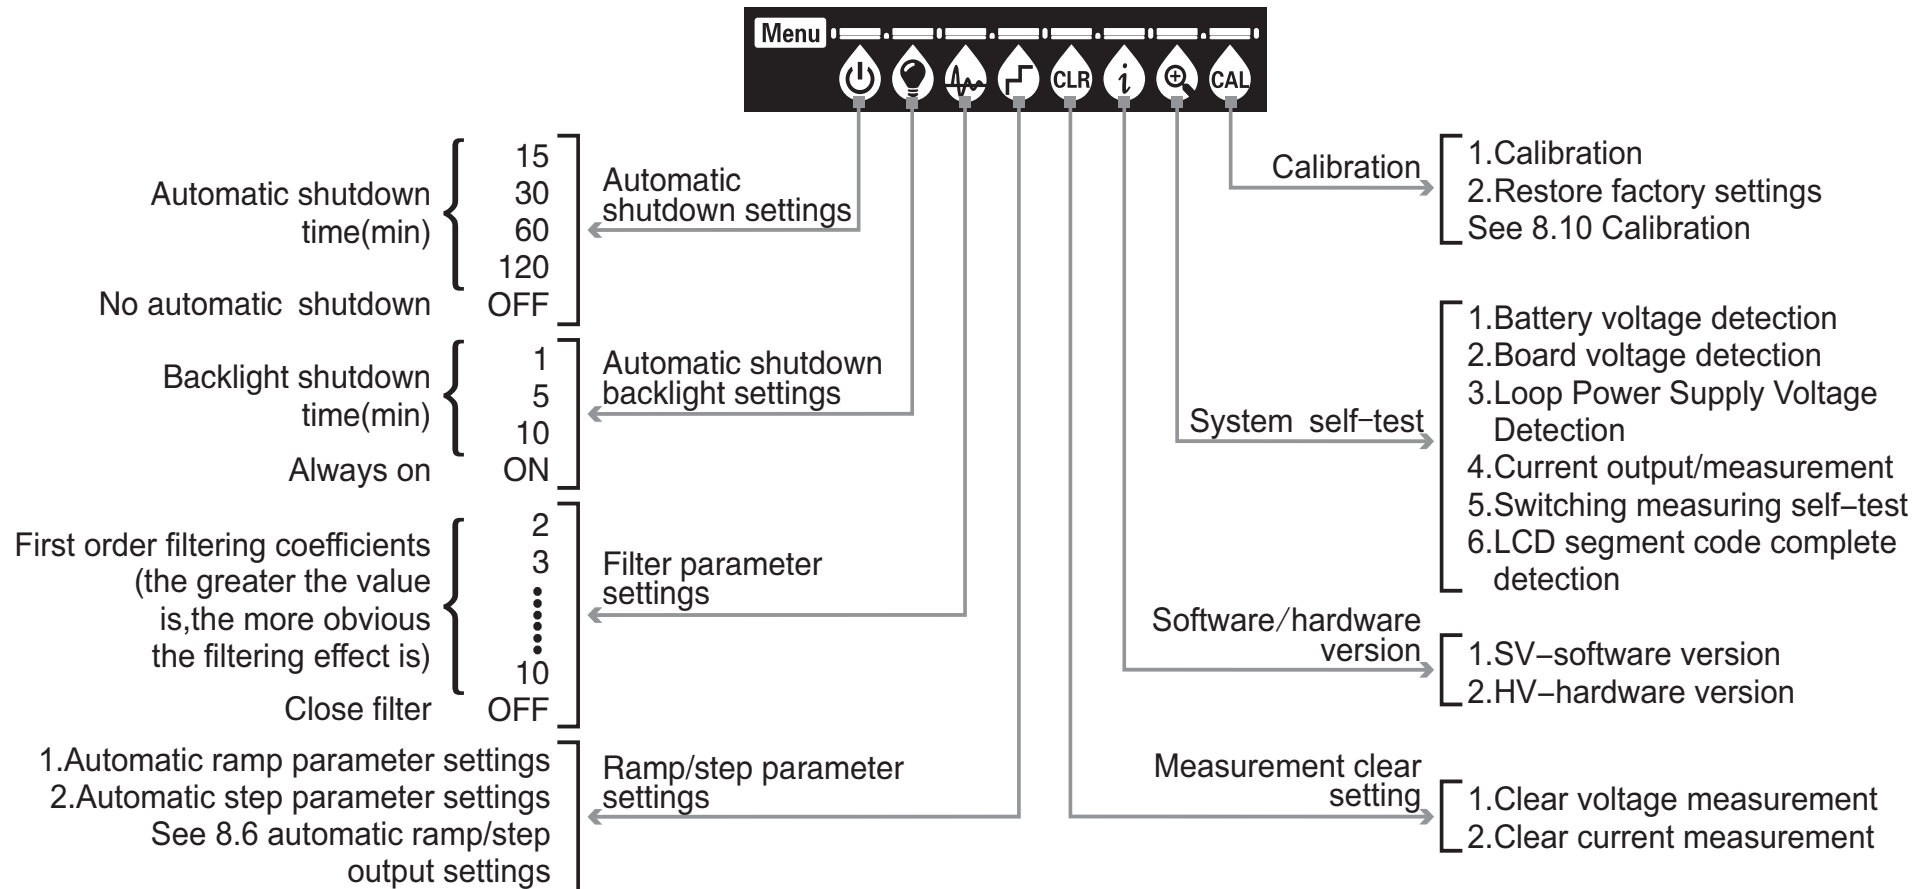 Menu
CLR
i
CAL
Automatic shutdown
time(min)
15
30
60
120
No automatic shutdown
OFF
Automatic
shutdown settings
Backlight shutdown
time(min)
1
5
10
Always on
ON
Automatic shutdown
backlight settings
First order filtering coefficients
(the greater the value
is,the more obvious
the filtering effect is)
2
3
10
Close filter
OFF
Filter parameter
settings
1.Automatic ramp parameter settings
2.Automatic step parameter settings
See 8.6 automatic ramp/step
output settings
Ramp/step parameter
settings
Calibration
1.Calibration
2.Restore factory settings
See 8.10 Calibration
System self-test
1.Battery voltage detection
2.Board voltage detection
3.Loop Power Supply Voltage
Detection
4.Current output/measurement
5.Switching measuring self-test
6.LCD segment code complete
detection
Software/hardware
version
1.SV-software version
2.HV-hardware version
Measurement clear
setting
1.Clear voltage measurement
2.Clear current measurement